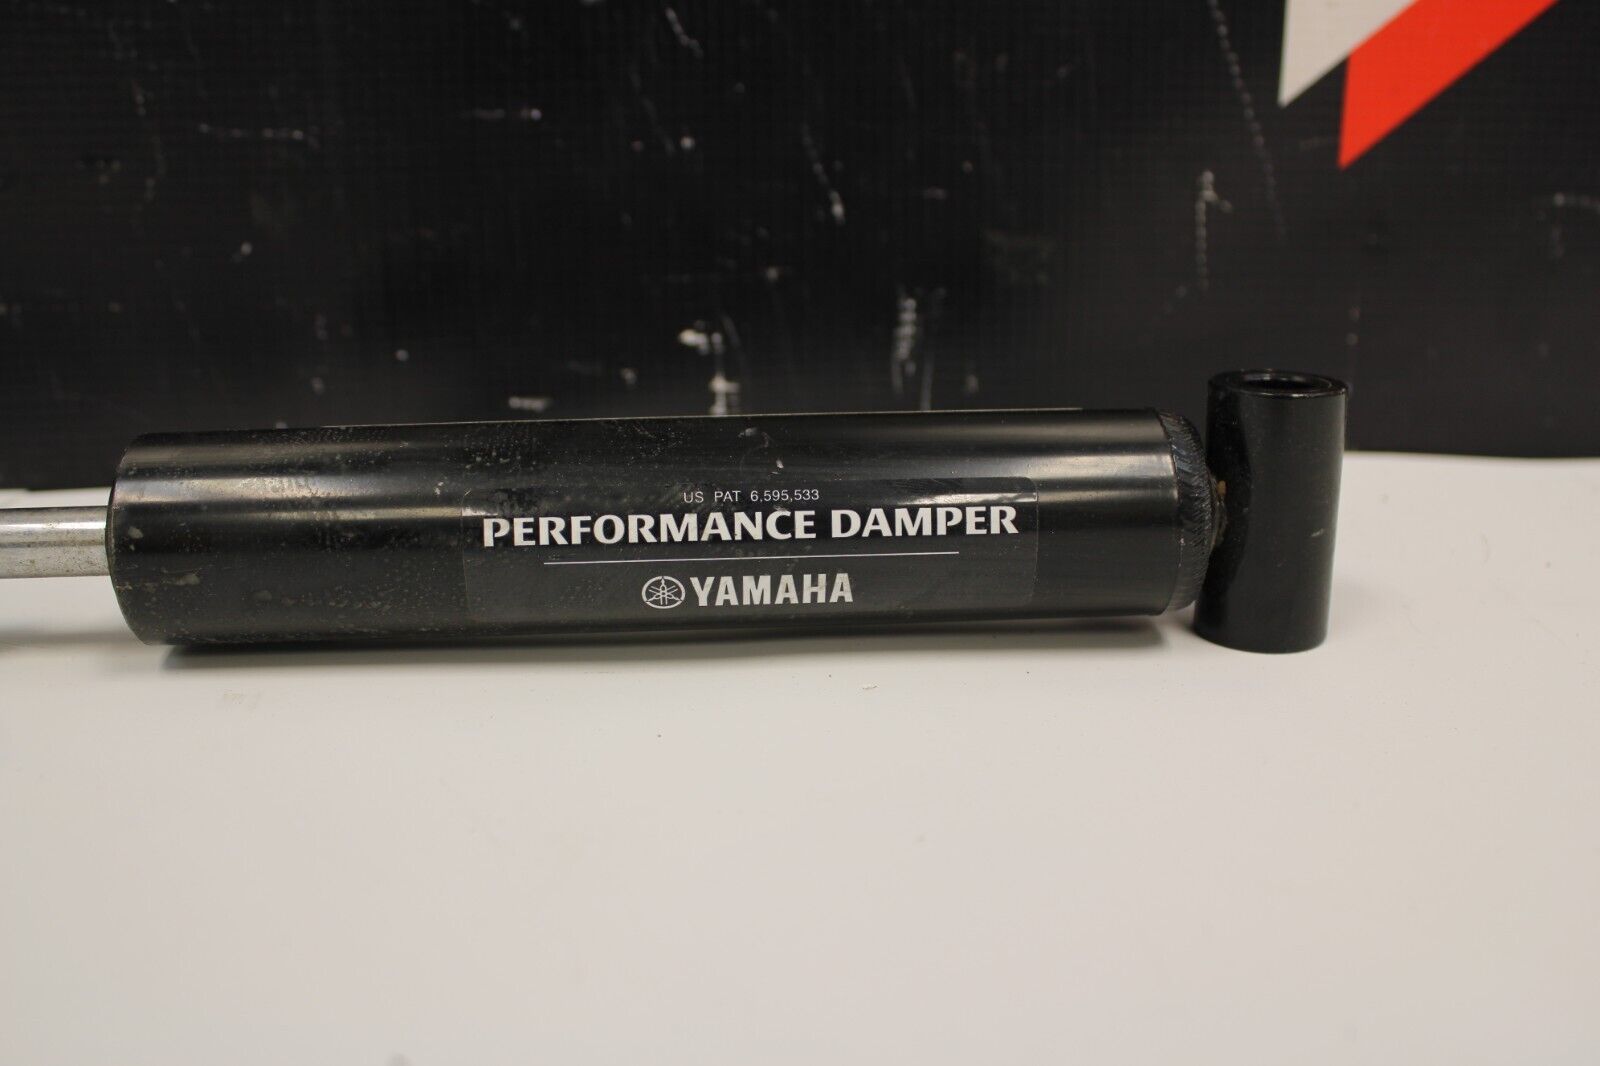 US PAT 6,595,533
PERFORMANCE DAMPER
YAMAHA